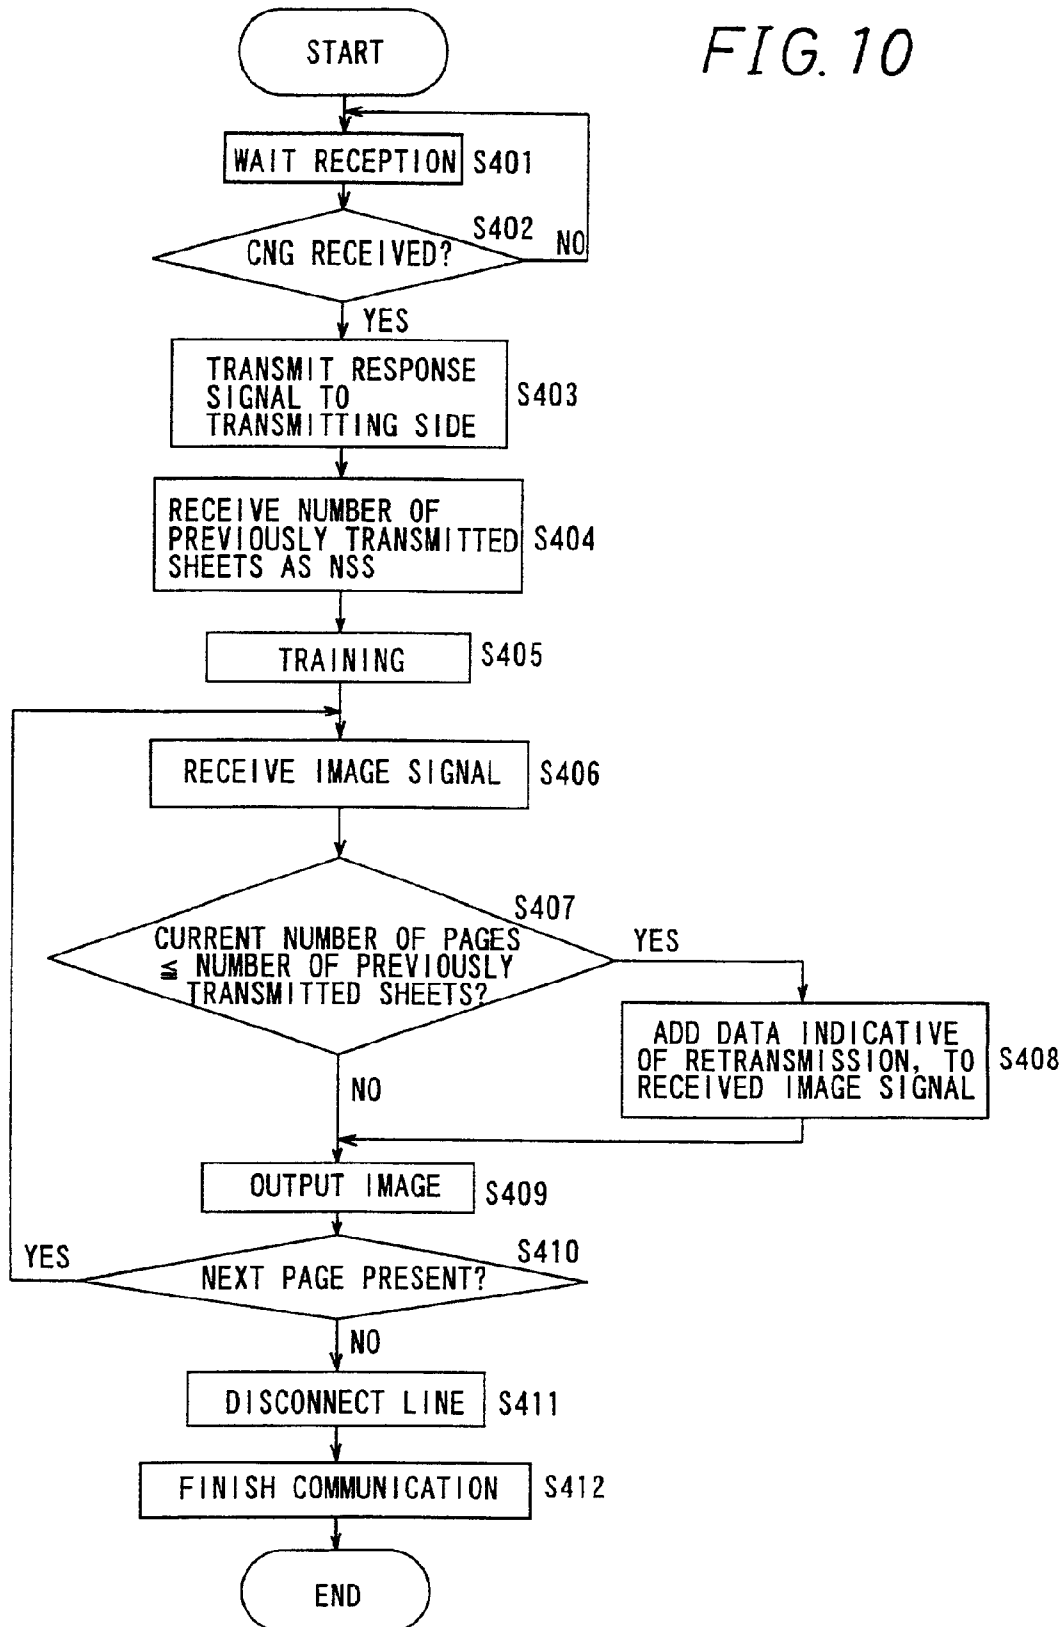 FIG. 10
START
WAIT RECEPTION
S401
S402
CNG RECEIVED?
NO
YES
TRANSMIT RESPONSE
SIGNAL TO
TRANSMITTING SIDE
S403
RECEIVE NUMBER OF
PREVIOUSLY TRANSMITTED
SHEETS AS NSS
S404
TRAINING
S405
RECEIVE IMAGE SIGNAL
S406
S407
CURRENT NUMBER OF PAGES
≦ NUMBER OF PREVIOUSLY
TRANSMITTED SHEETS?
YES
NO
ADD DATA INDICATIVE
OF RETRANSMISSION, TO
RECEIVED IMAGE SIGNAL
S408
OUTPUT IMAGE
S409
S410
NEXT PAGE PRESENT?
YES
NO
DISCONNECT LINE
S411
FINISH COMMUNICATION
S412
END